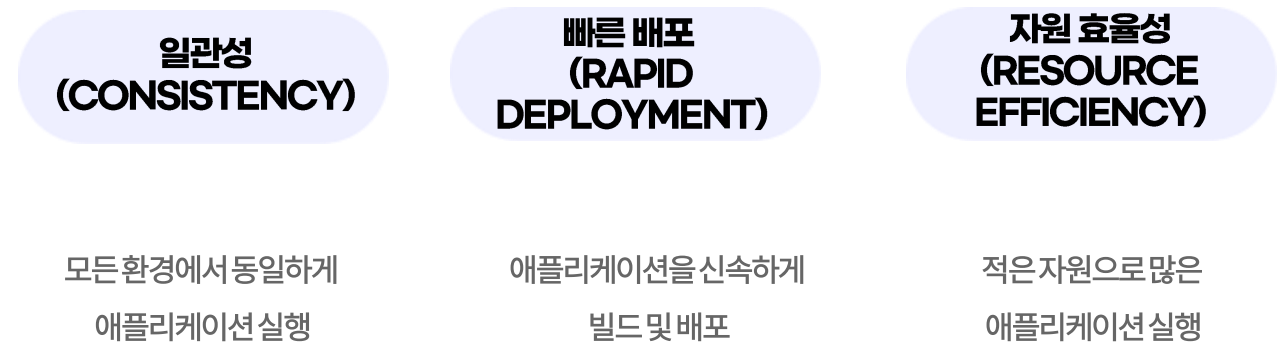 일관성
(CONSISTENCY)
모든 환경에서 동일하게
애플리케이션 실행
빠른 배포
(RAPID
DEPLOYMENT)
애플리케이션을 신속하게
빌드 및 배포
자원 효율성
(RESOURCE
EFFICIENCY)
적은 자원으로 많은
애플리케이션 실행